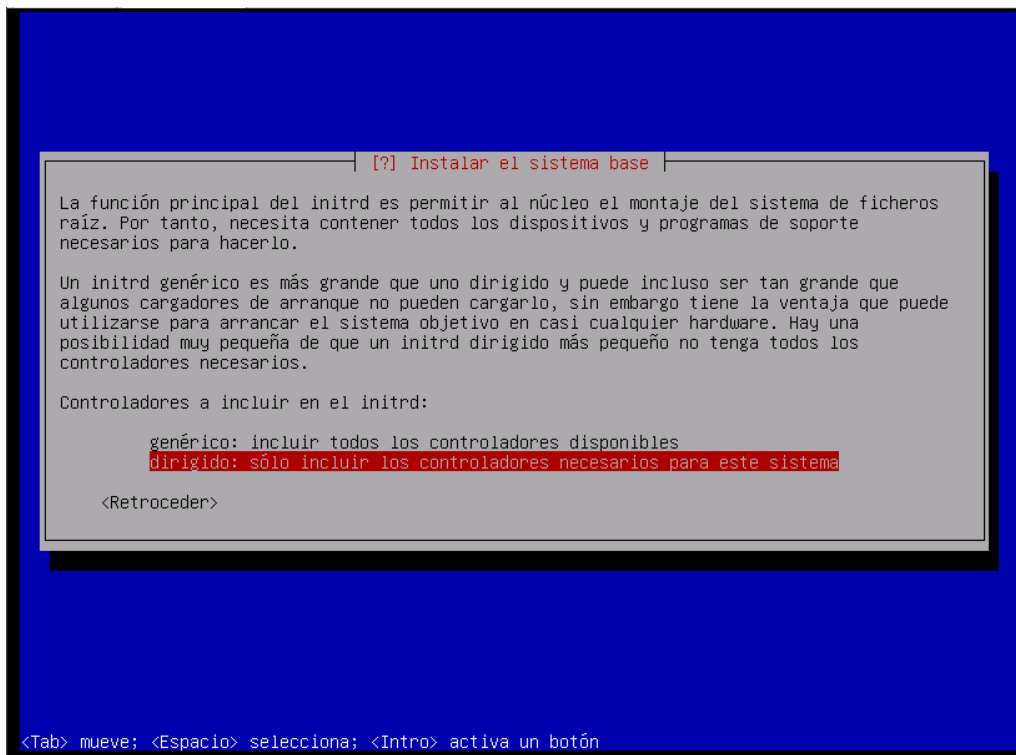 [?] Instalar el sistema base
La función principal del initrd es permitir al núcleo el montaje del sistema de ficheros
raíz. Por tanto, necesita contener todos los dispositivos y programas de soporte
necesarios para hacerlo.
Un initrd genérico es más grande que uno dirigido y puede incluso ser tan grande que
algunos cargadores de arranque no pueden cargarlo, sin embargo tiene la ventaja que puede
utilizarse para arrancar el sistema objetivo en casi cualquier hardware. Hay una
posibilidad muy pequeña de que un initrd dirigido más pequeño no tenga todos los
controladores necesarios.
Controladores a incluir en el initrd:
genérico: incluir todos los controladores disponibles
dirigido: sólo incluir los controladores necesarios para este sistema
<Retroceder>
<Tab> mueve; <Espacio> selecciona; <Intro> activa un botón